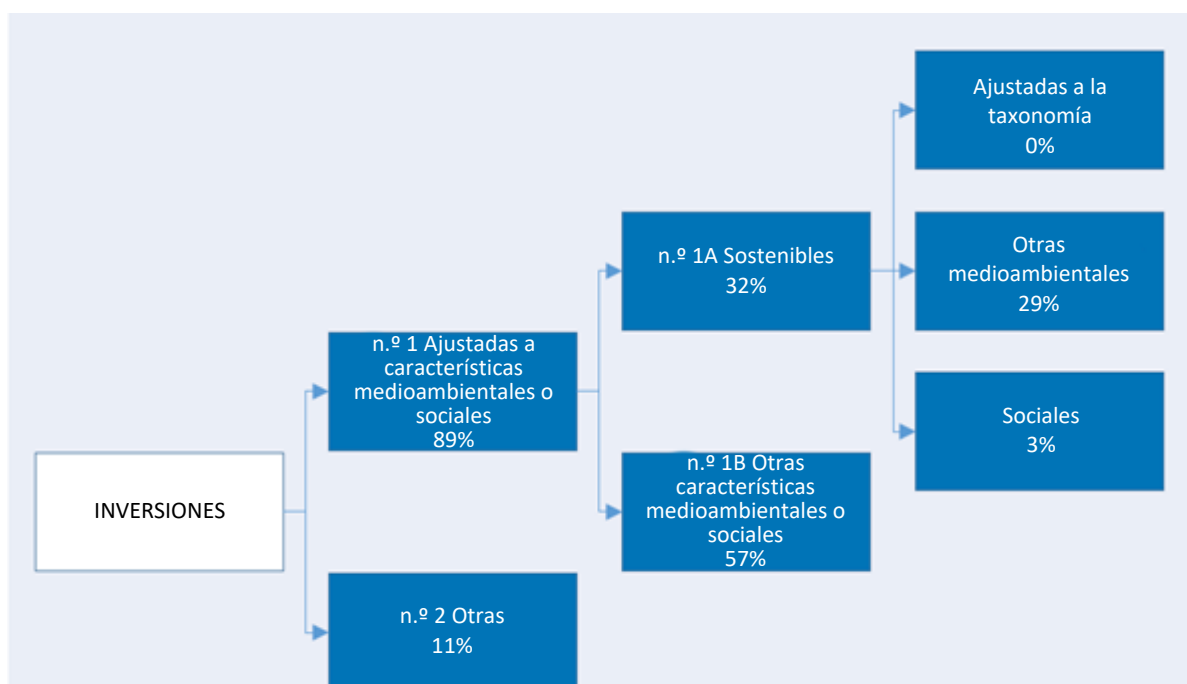 INVERSIONES
n.º 1 Ajustadas a
características
medioambientales o
sociales
89%
n.º 2 Otras
11%
n.º 1A Sostenibles
32%
n.º 1B Otras
características
medioambientales o
sociales
57%
Ajustadas a la
taxonomía
0%
Otras
medioambientales
29%
Sociales
3%